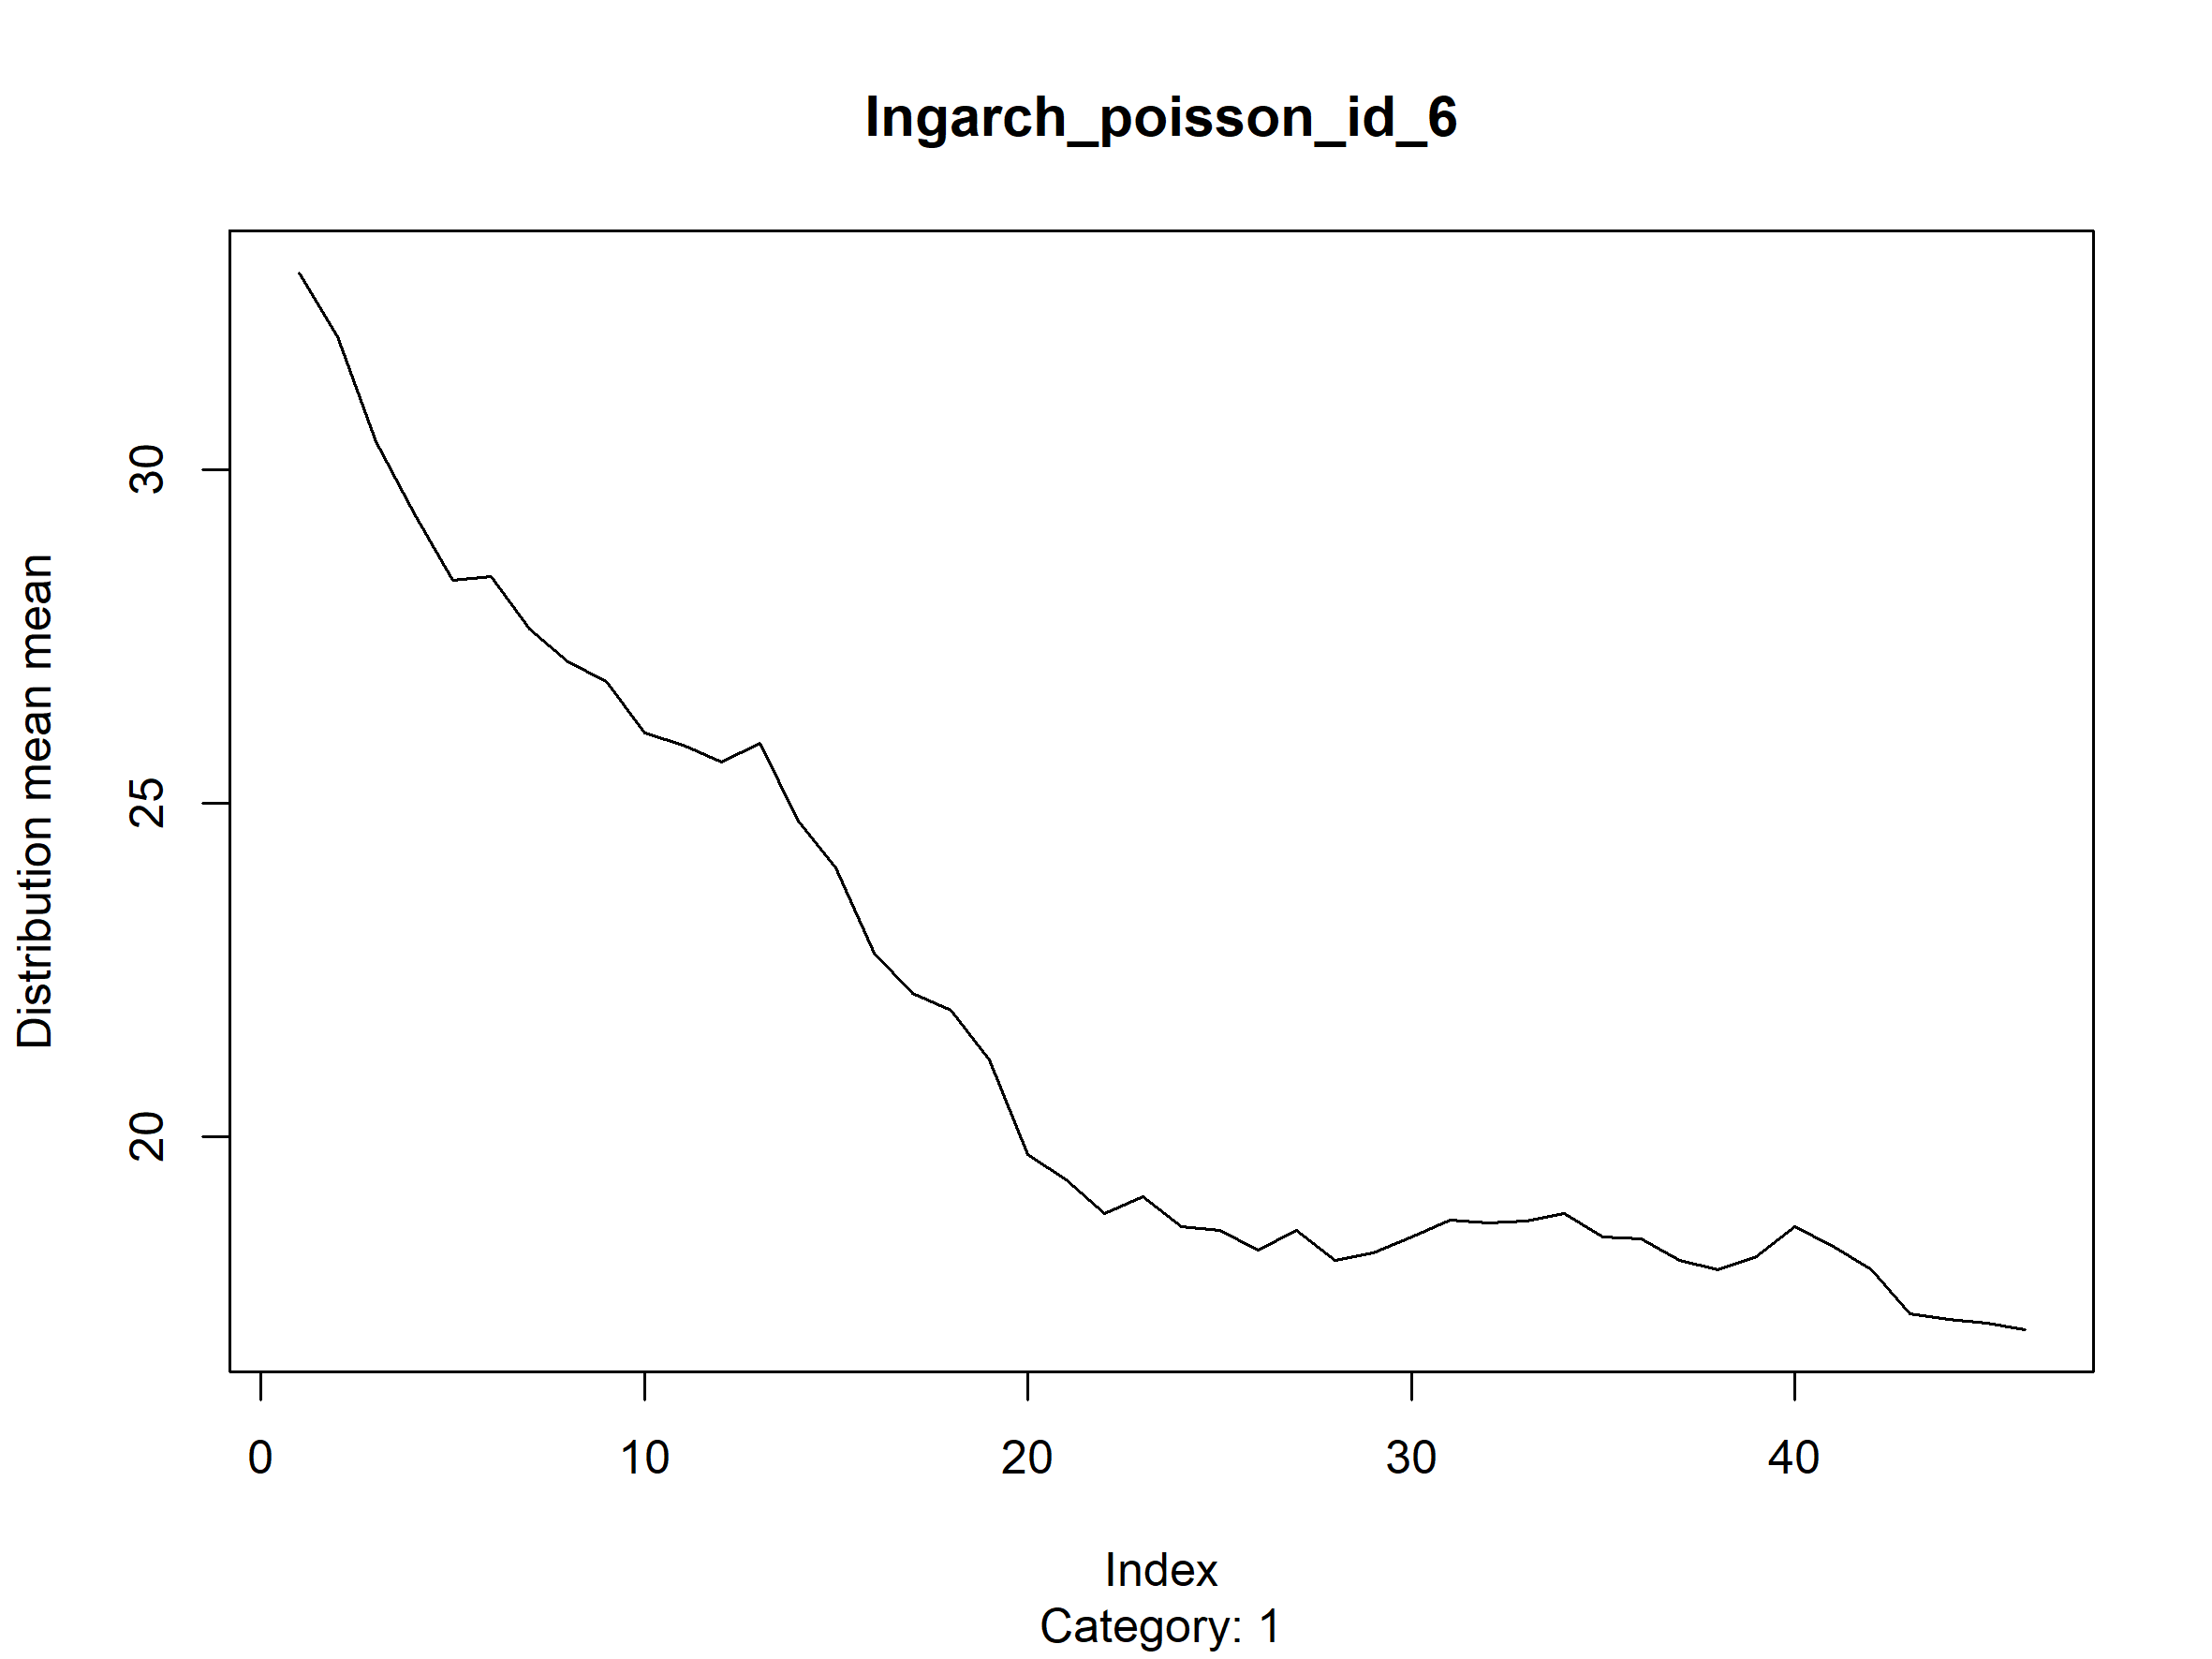 Ingarch_poisson_id_6
Distribution mean mean
30
25
20
0 10 20 30 40
Index
Category: 1